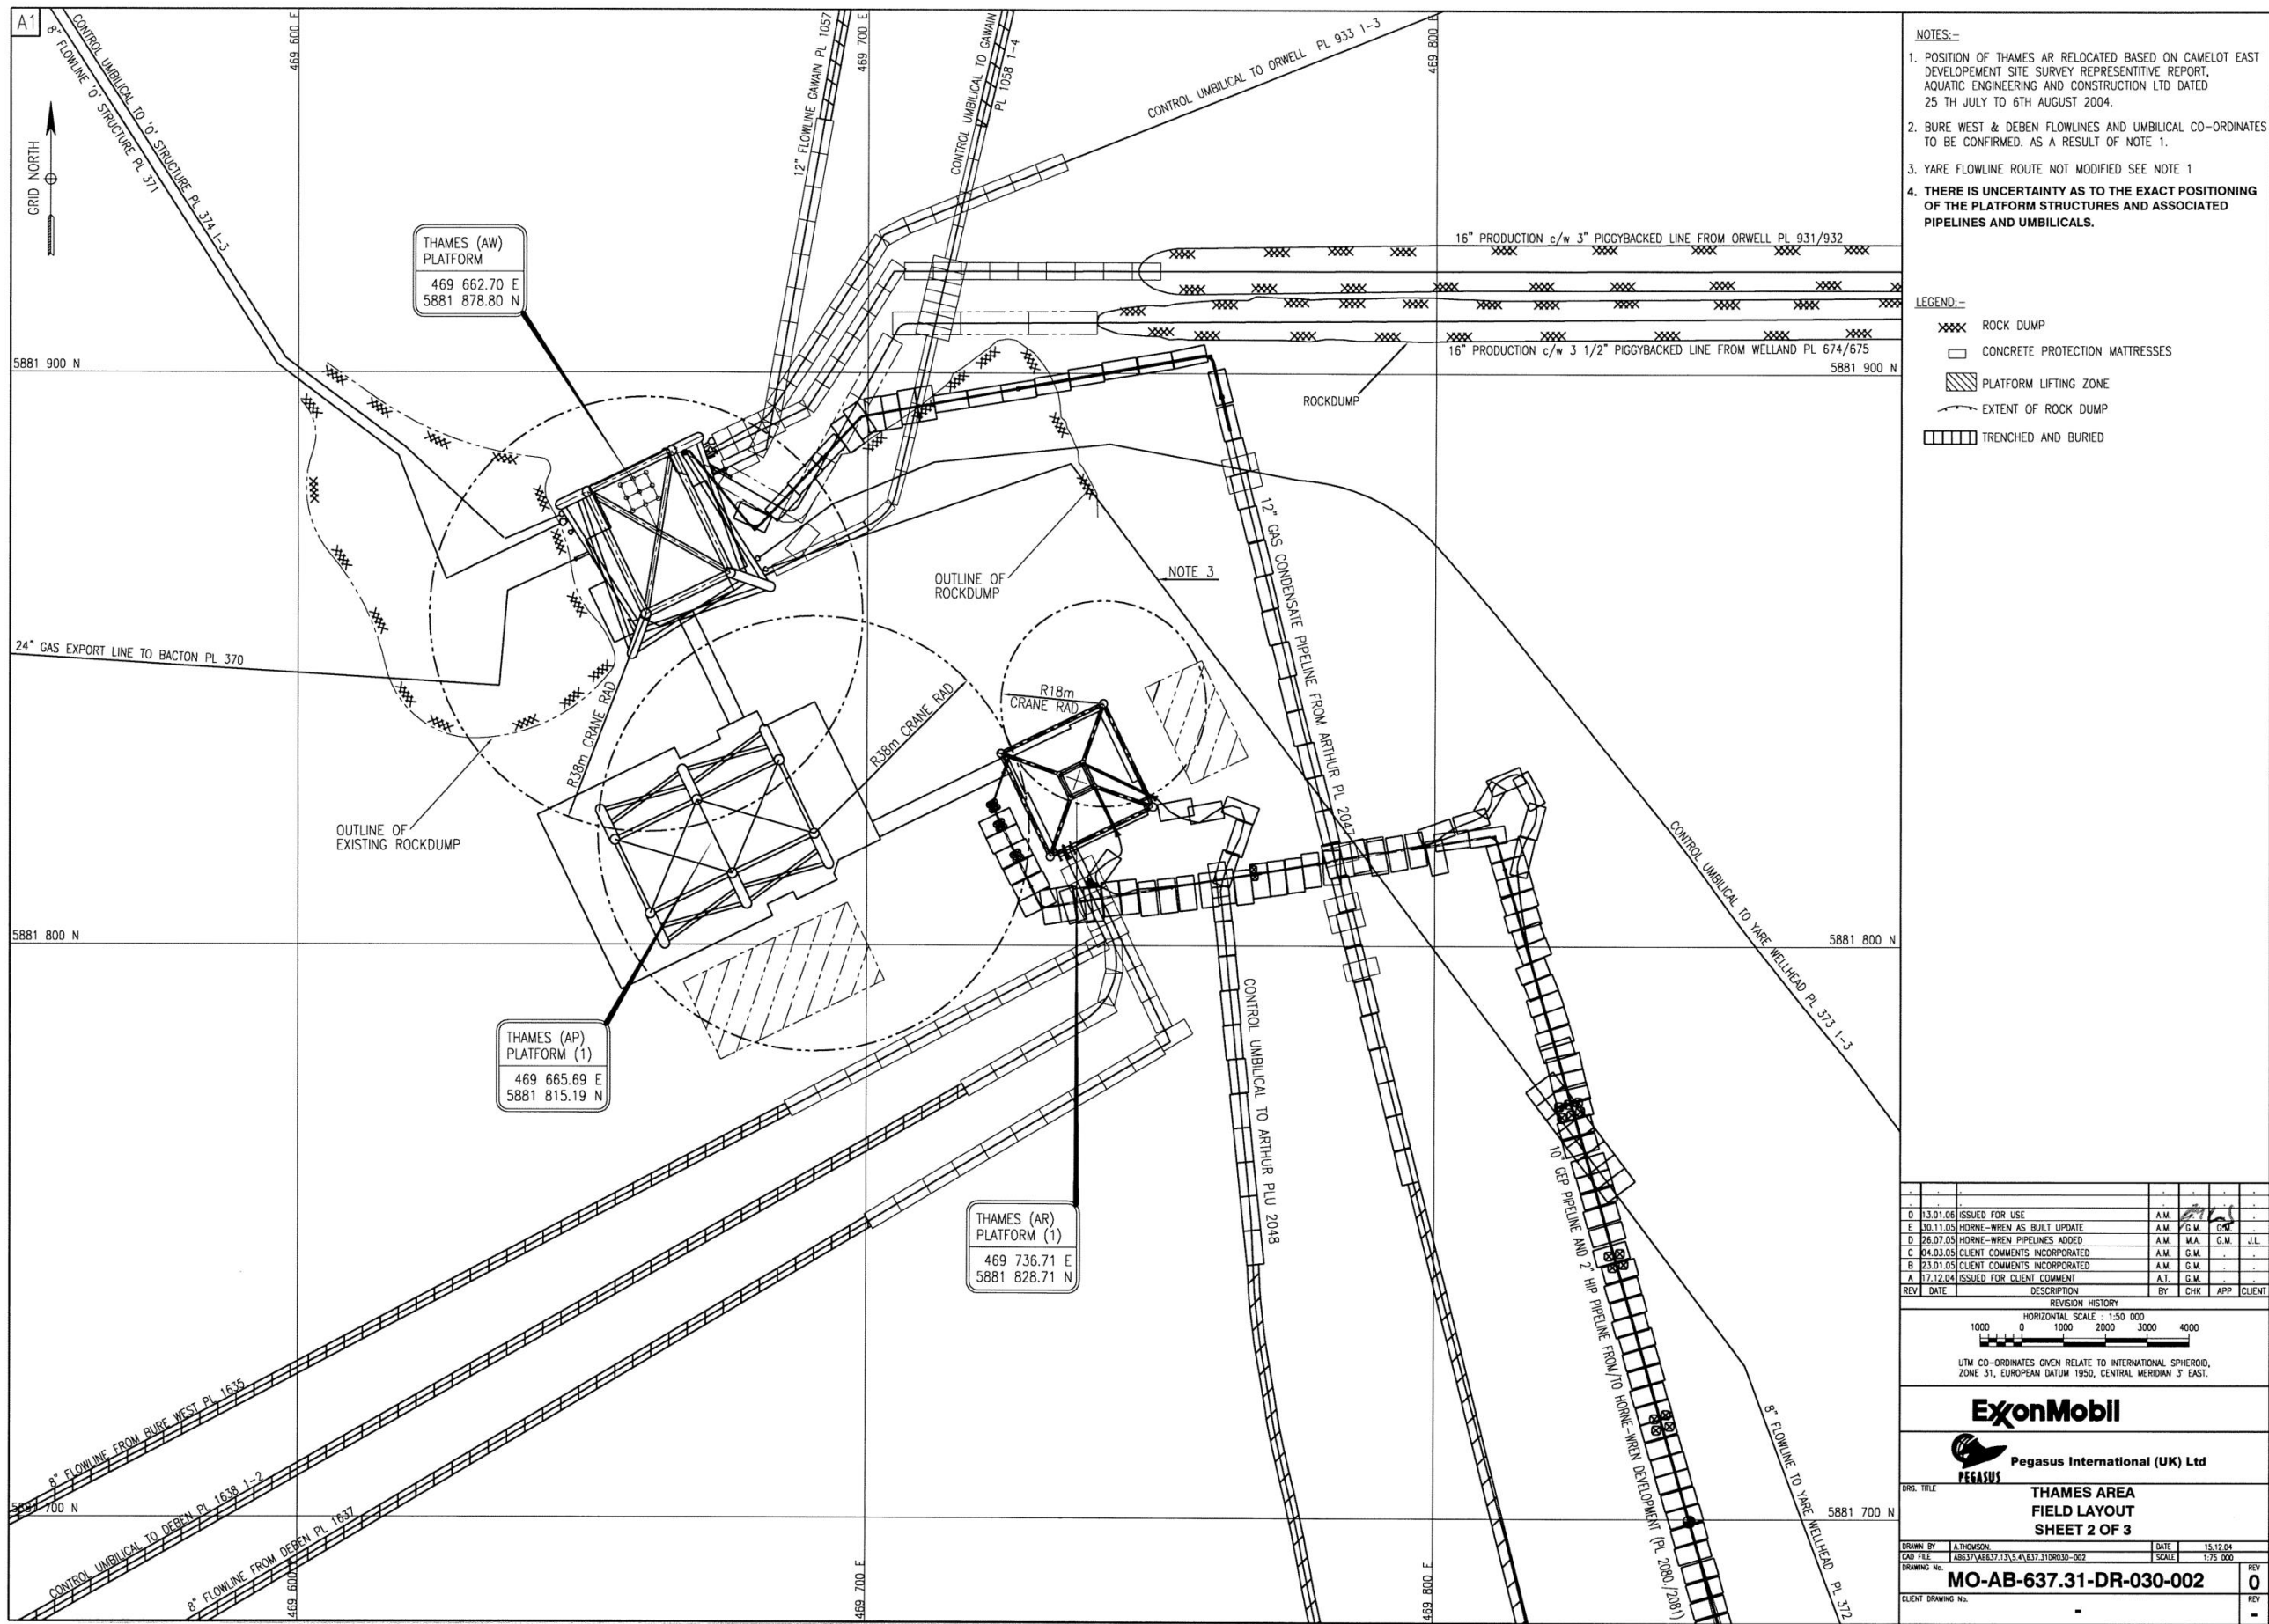 A1
8" FLOWLINE '0' STRUCTURE PL 371
CONTROL UMBILICAL TO '0' STRUCTURE PL 374 1-3
469 600 E
12" FLOWLINE GAWAIN PL 1057
469 700 E
CONTROL UMBILICAL TO GAWAIN
PL 1058 1-4
CONTROL UMBILICAL TO ORWELL PL 933 1-3
469 800 E
GRID NORTH
THAMES (AW)
PLATFORM
469 662.70 E
5881 878.80 N
16" PRODUCTION c/w 3" PIGGYBACKED LINE FROM ORWELL PL 931/932
16" PRODUCTION c/w 3 1/2" PIGGYBACKED LINE FROM WELLAND PL 674/675
5881 900 N
5881 900 N
ROCKDUMP
12" GAS CONDENSATE PIPELINE FROM ARTHUR PL 2047
OUTLINE OF
ROCKDUMP
NOTE 3
24" GAS EXPORT LINE TO BACTON PL 370
R38m CRANE RAD
R38m CRANE RAD
R18m
CRANE RAD
OUTLINE OF
EXISTING ROCKDUMP
CONTROL UMBILICAL TO YARE WELLHEAD PL 373 1-3
5881 800 N
5881 800 N
CONTROL UMBILICAL TO ARTHUR PLU 2048
THAMES (AP)
PLATFORM (1)
469 665.69 E
5881 815.19 N
THAMES (AR)
PLATFORM (1)
469 736.71 E
5881 828.71 N
10" GEP PIPELINE AND 2" HIP PIPELINE FROM/TO HORNE-WREN DEVELOPMENT (PL 2080./2081)
8" FLOWLINE TO YARE WELLHEAD PL 372
8" FLOWLINE FROM BURE WEST PL 1635
5881 700 N
CONTROL UMBILICAL TO DEBEN PL 1638 1-2
8" FLOWLINE FROM DEBEN PL 1637
5881 700 N
469 600 E
469 700 E
469 800 E
NOTES:-
1. POSITION OF THAMES AR RELOCATED BASED ON CAMELOT EAST
DEVELOPEMENT SITE SURVEY REPRESENTITIVE REPORT,
AQUATIC ENGINEERING AND CONSTRUCTION LTD DATED
25 TH JULY TO 6TH AUGUST 2004.
2. BURE WEST & DEBEN FLOWLINES AND UMBILICAL CO-ORDINATES
TO BE CONFIRMED. AS A RESULT OF NOTE 1.
3. YARE FLOWLINE ROUTE NOT MODIFIED SEE NOTE 1
4. THERE IS UNCERTAINTY AS TO THE EXACT POSITIONING
OF THE PLATFORM STRUCTURES AND ASSOCIATED
PIPELINES AND UMBILICALS.
LEGEND:-
ROCK DUMP
CONCRETE PROTECTION MATTRESSES
PLATFORM LIFTING ZONE
EXTENT OF ROCK DUMP
TRENCHED AND BURIED
0 13.01.06 ISSUED FOR USE A.M.
E 30.11.05 HORNE-WREN AS BUILT UPDATE A.M. G.M. G.M.
D 26.07.05 HORNE-WREN PIPELINES ADDED A.M. M.A. G.M. J.L.
C 04.03.05 CLIENT COMMENTS INCORPORATED A.M. G.M.
B 23.01.05 CLIENT COMMENTS INCORPORATED A.M. G.M.
A 17.12.04 ISSUED FOR CLIENT COMMENT A.T. G.M.
REV DATE DESCRIPTION BY CHK APP CLIENT
REVISION HISTORY
HORIZONTAL SCALE : 1:50 000
1000 0 1000 2000 3000 4000
UTM CO-ORDINATES GIVEN RELATE TO INTERNATIONAL SPHEROID,
ZONE 31, EUROPEAN DATUM 1950, CENTRAL MERIDIAN 3° EAST.
ExxonMobil
PEGASUS Pegasus International (UK) Ltd
DRG. TITLE
THAMES AREA
FIELD LAYOUT
SHEET 2 OF 3
DRAWN BY A.THOMSON. DATE 15.12.04
CAD FILE AB637\AB637.13\5.4\637.31DR030-002 SCALE 1:75 000
DRAWING No. MO-AB-637.31-DR-030-002 REV 0
CLIENT DRAWING No. - REV -